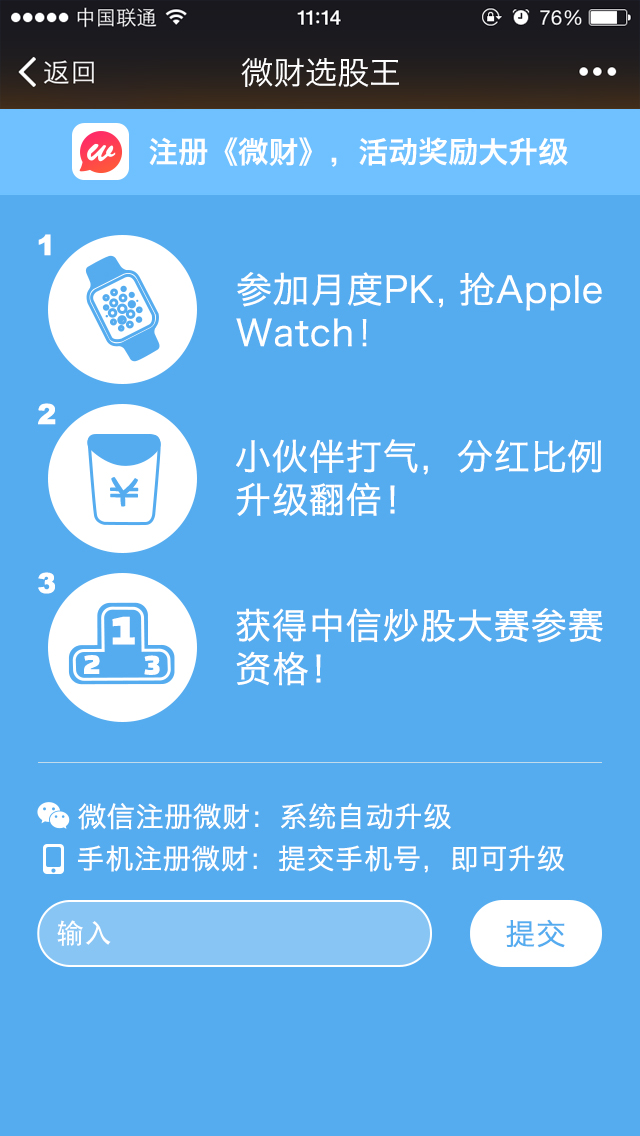 中国联通 11:14 76%
返回 微财选股王
w 注册《微财》，活动奖励大升级
1
参加月度PK, 抢Apple
Watch！
2
¥
小伙伴打气，分红比例
升级翻倍！
3
1
2 3
获得中信炒股大赛参赛
资格！
微信注册微财：系统自动升级
手机注册微财：提交手机号，即可升级
输入 提交